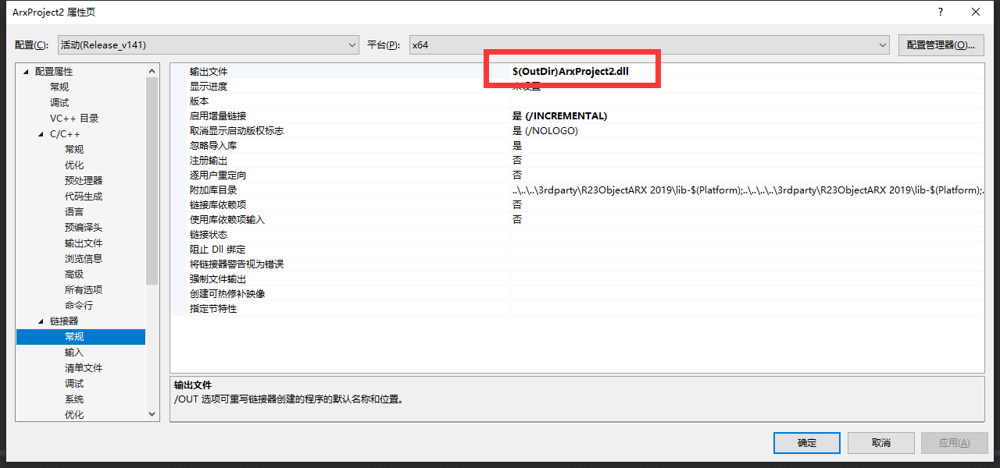 ArxProject2 属性页
配置(C): 活动(Release_v141) 平台(P): x64 配置管理器(O)...
配置属性
常规
调试
VC++ 目录
C/C++
常规
优化
预处理器
代码生成
语言
预编译头
输出文件
浏览信息
高级
所有选项
命令行
链接器
常规
输入
清单文件
调试
系统
优化
输出文件 $(OutDir)ArxProject2.dll
显示进度 未设置
版本
启用增量链接 是 (/INCREMENTAL)
取消显示启动版权标志 是 (/NOLOGO)
忽略导入库 是
注册输出 否
逐用户重定向 否
附加库目录 ..\..\..\3rdparty\R23ObjectARX 2019\lib-$(Platform);..\..\..\..\3rdparty\R23ObjectARX 2019\lib-$(Platform);.
链接库依赖项 否
使用库依赖项输入 否
链接状态
阻止 Dll 绑定
将链接器警告视为错误
强制文件输出
创建可热修补映像
指定节特性
输出文件
/OUT 选项可重写链接器创建的程序的默认名称和位置。
确定 取消 应用(A)